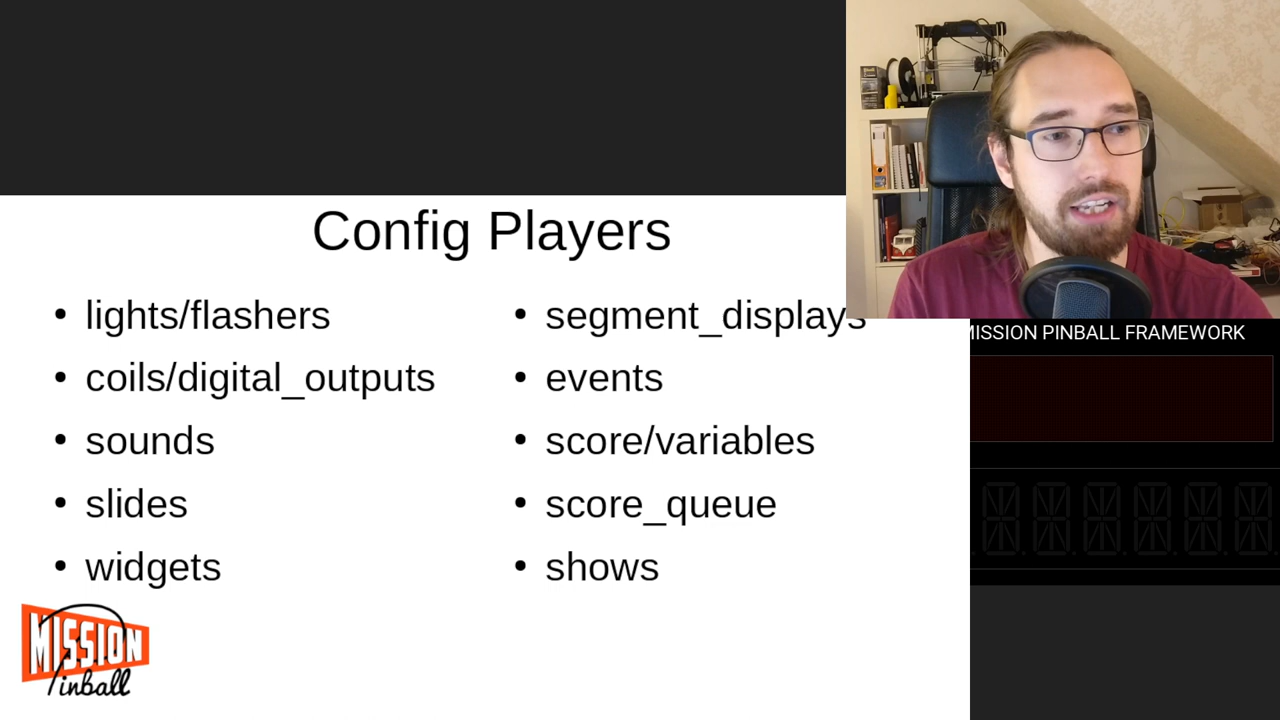 Config Players
• lights/flashers
• coils/digital_outputs
• sounds
• slides
• widgets
• segment_displays
• events
• score/variables
• score_queue
• shows
MISSION PINBALL FRAMEWORK
MISSION
Pinball